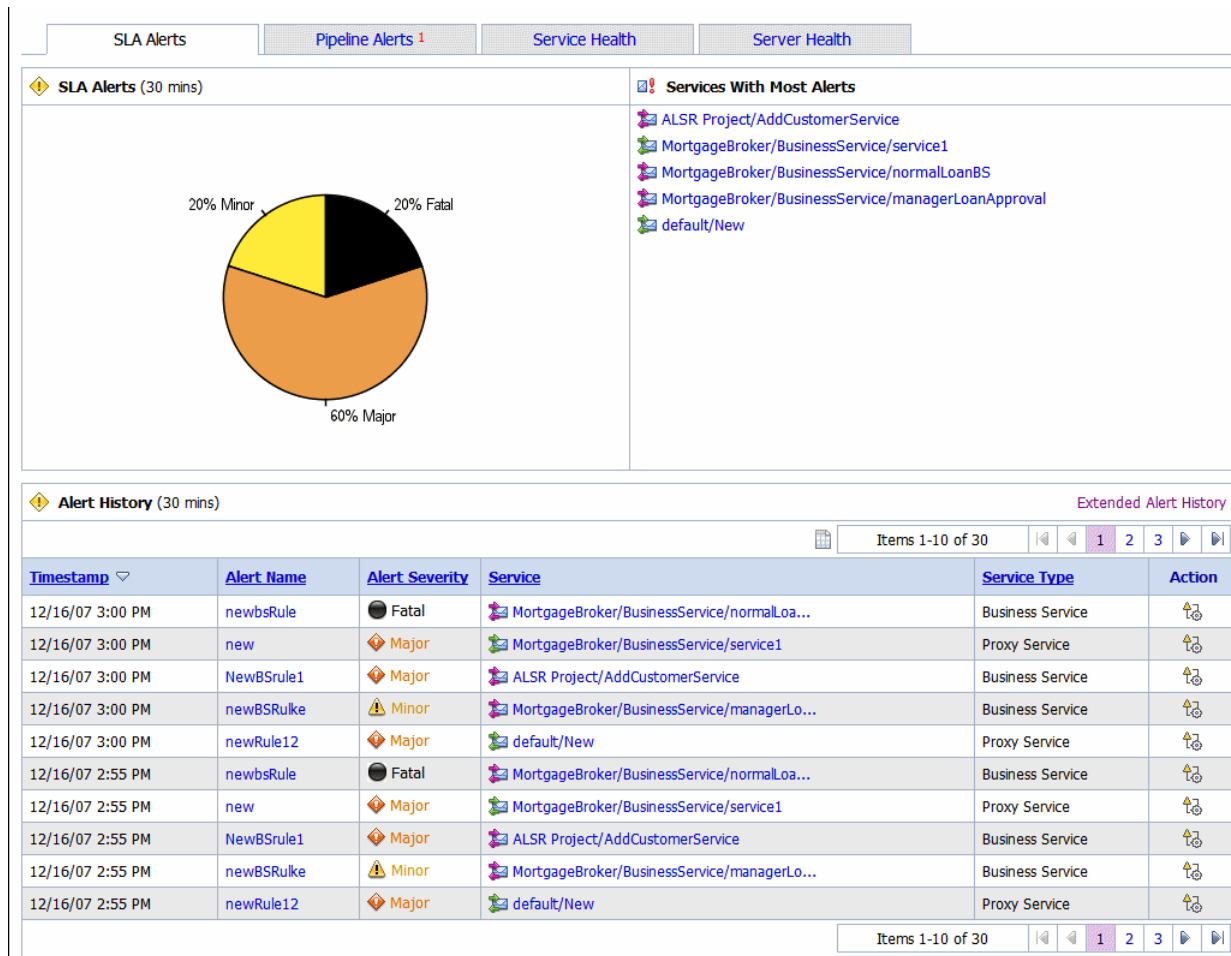 SLA Alerts
Pipeline Alerts 1
Service Health
Server Health
SLA Alerts (30 mins)
20% Minor
20% Fatal
60% Major
Services With Most Alerts
ALSR Project/AddCustomerService
MortgageBroker/BusinessService/service1
MortgageBroker/BusinessService/normalLoanBS
MortgageBroker/BusinessService/managerLoanApproval
default/New
Alert History (30 mins)
Extended Alert History
Items 1-10 of 30 1 2 3
Timestamp Alert Name Alert Severity Service Service Type Action
12/16/07 3:00 PM newbsRule Fatal MortgageBroker/BusinessService/normalLoa... Business Service
12/16/07 3:00 PM new Major MortgageBroker/BusinessService/service1 Proxy Service
12/16/07 3:00 PM NewBSrule1 Major ALSR Project/AddCustomerService Business Service
12/16/07 3:00 PM newBSRulke Minor MortgageBroker/BusinessService/managerLo... Business Service
12/16/07 3:00 PM newRule12 Major default/New Proxy Service
12/16/07 2:55 PM newbsRule Fatal MortgageBroker/BusinessService/normalLoa... Business Service
12/16/07 2:55 PM new Major MortgageBroker/BusinessService/service1 Proxy Service
12/16/07 2:55 PM NewBSrule1 Major ALSR Project/AddCustomerService Business Service
12/16/07 2:55 PM newBSRulke Minor MortgageBroker/BusinessService/managerLo... Business Service
12/16/07 2:55 PM newRule12 Major default/New Proxy Service
Items 1-10 of 30 1 2 3